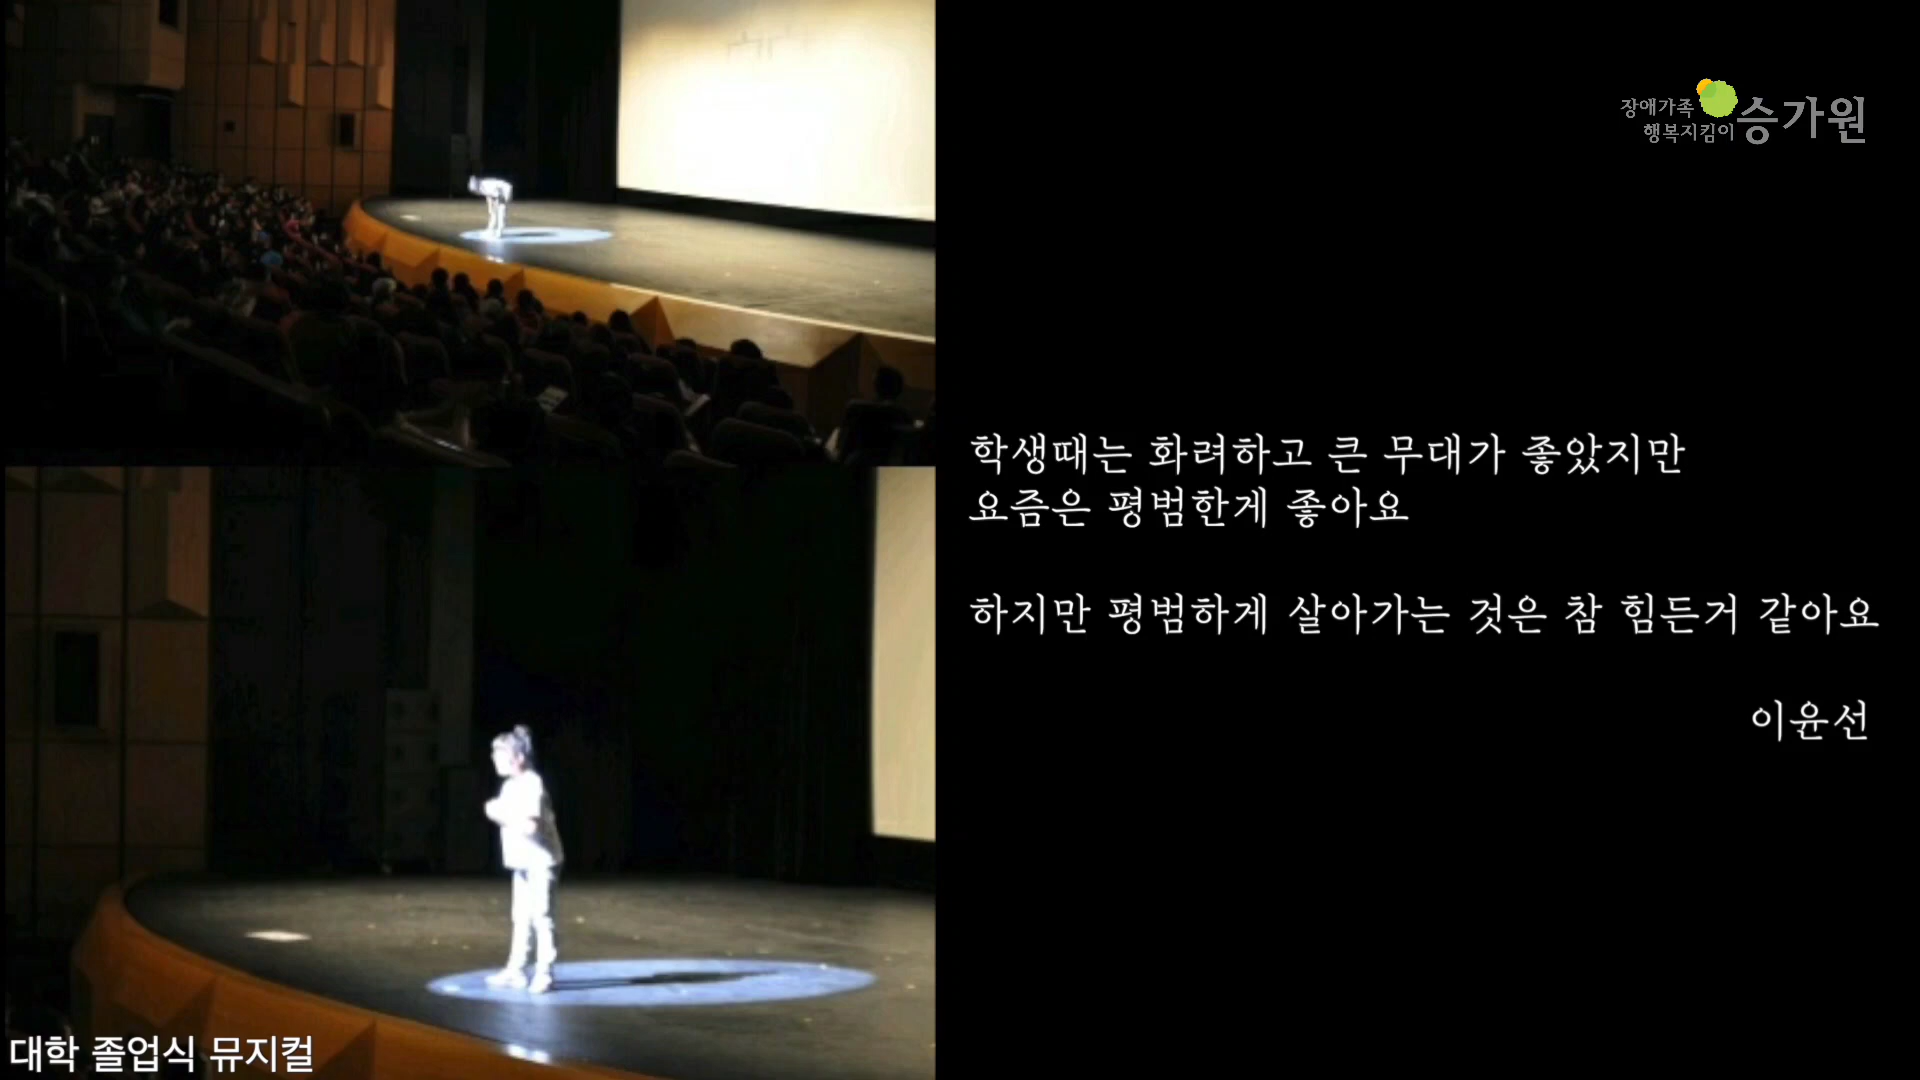 장애가족
행복지킴이 승가원
학생때는 화려하고 큰 무대가 좋았지만
요즘은 평범한게 좋아요
하지만 평범하게 살아가는 것은 참 힘든거 같아요
이윤선
대학 졸업식 뮤지컬